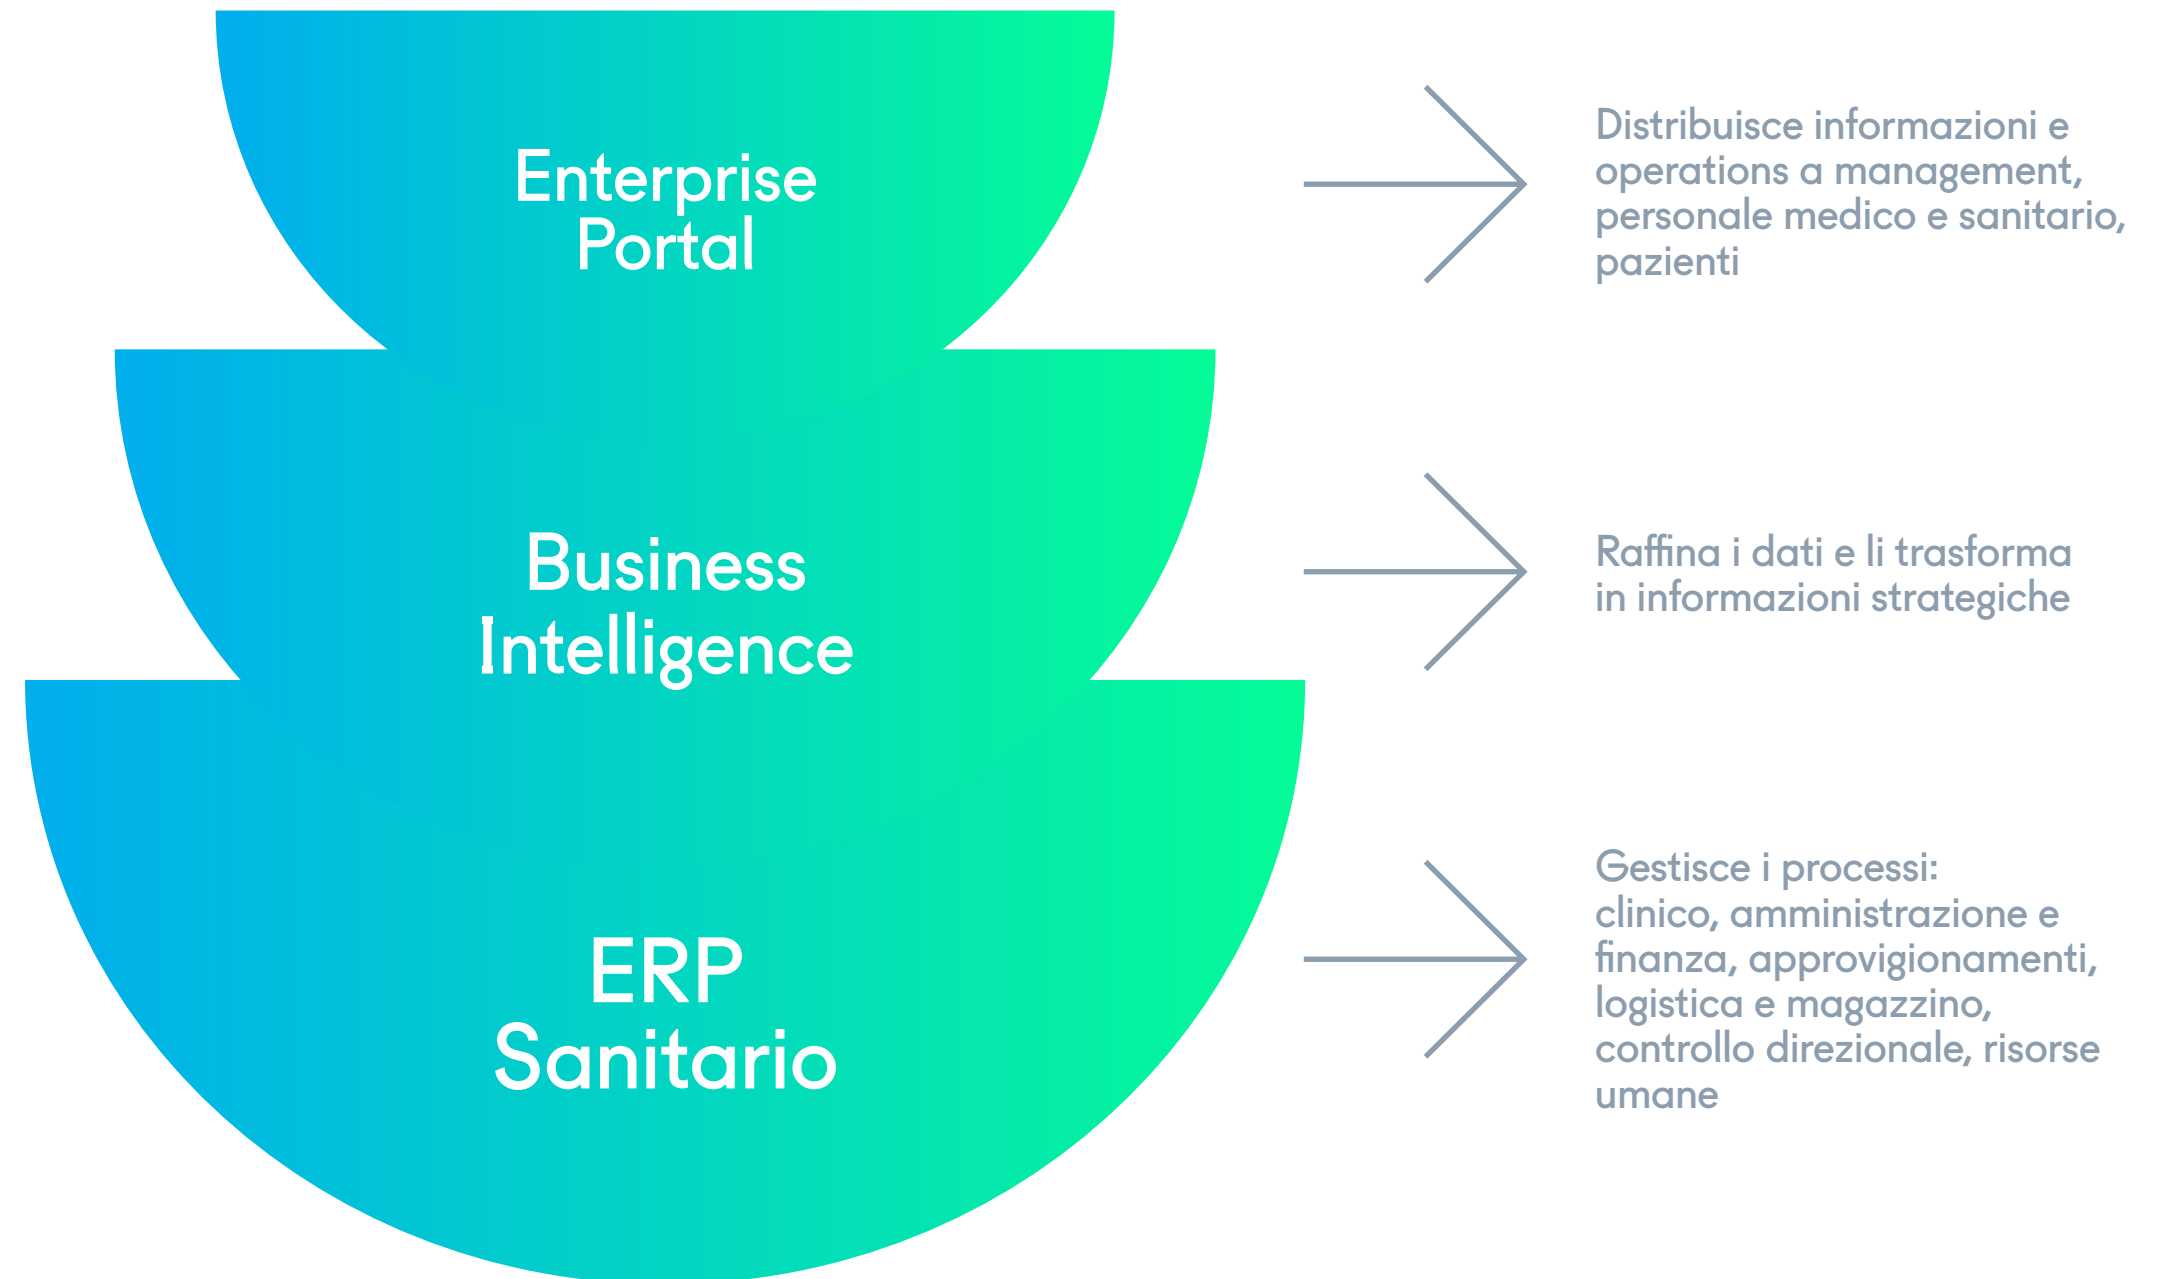 Enterprise
Portal
Distribuisce informazioni e
operations a management,
personale medico e sanitario,
pazienti
Business
Intelligence
Raffina i dati e li trasforma
in informazioni strategiche
ERP
Sanitario
Gestisce i processi:
clinico, amministrazione e
finanza, approvigionamenti,
logistica e magazzino,
controllo direzionale, risorse
umane